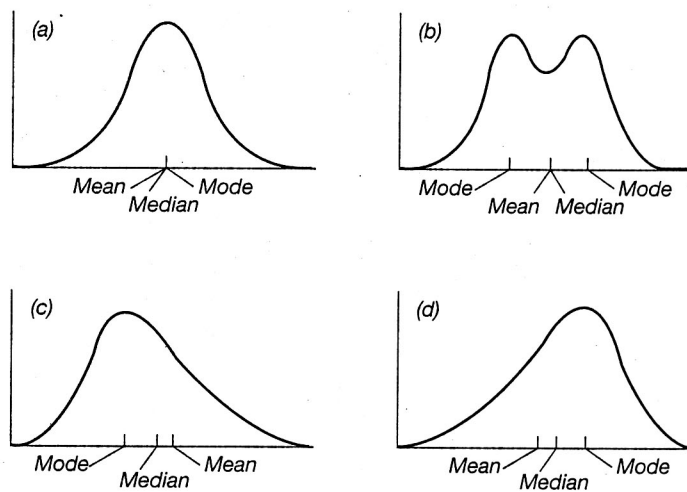 (a)
Mean Mode
Median
(b)
Mode Mode
Mean Median
(c)
Mode Mean
Median
(d)
Mean Mode
Median